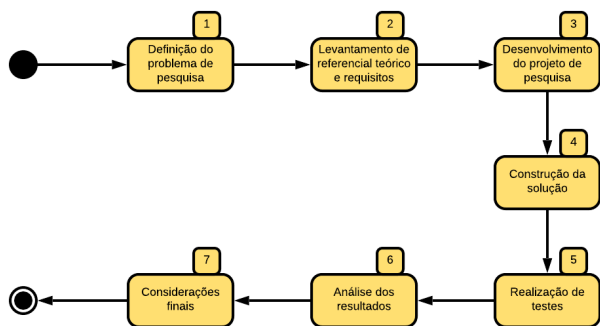 1
Definição do
problema de
pesquisa
2
Levantamento de
referencial teórico
e requisitos
3
Desenvolvimento
do projeto de
pesquisa
4
Construção da
solução
5
Realização de
testes
6
Análise dos
resultados
7
Considerações
finais